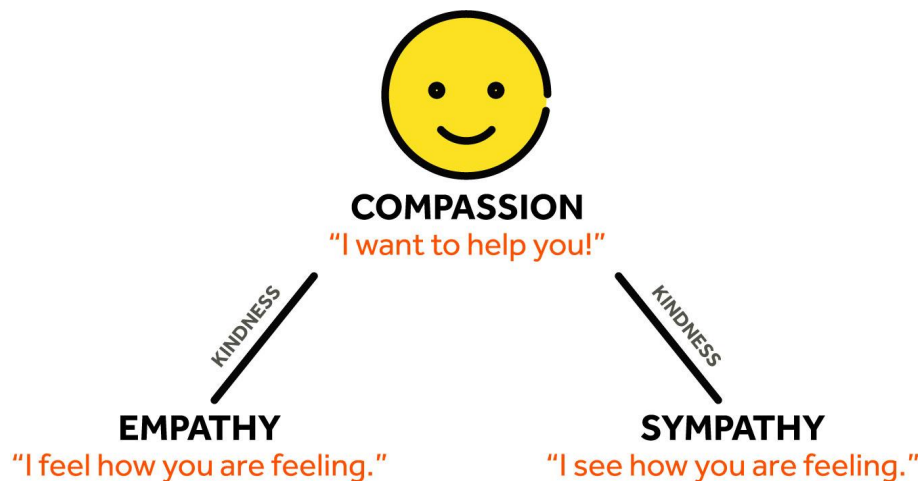 COMPASSION
“I want to help you!”
KINDNESS
KINDNESS
EMPATHY
“I feel how you are feeling.”
SYMPATHY
“I see how you are feeling.”